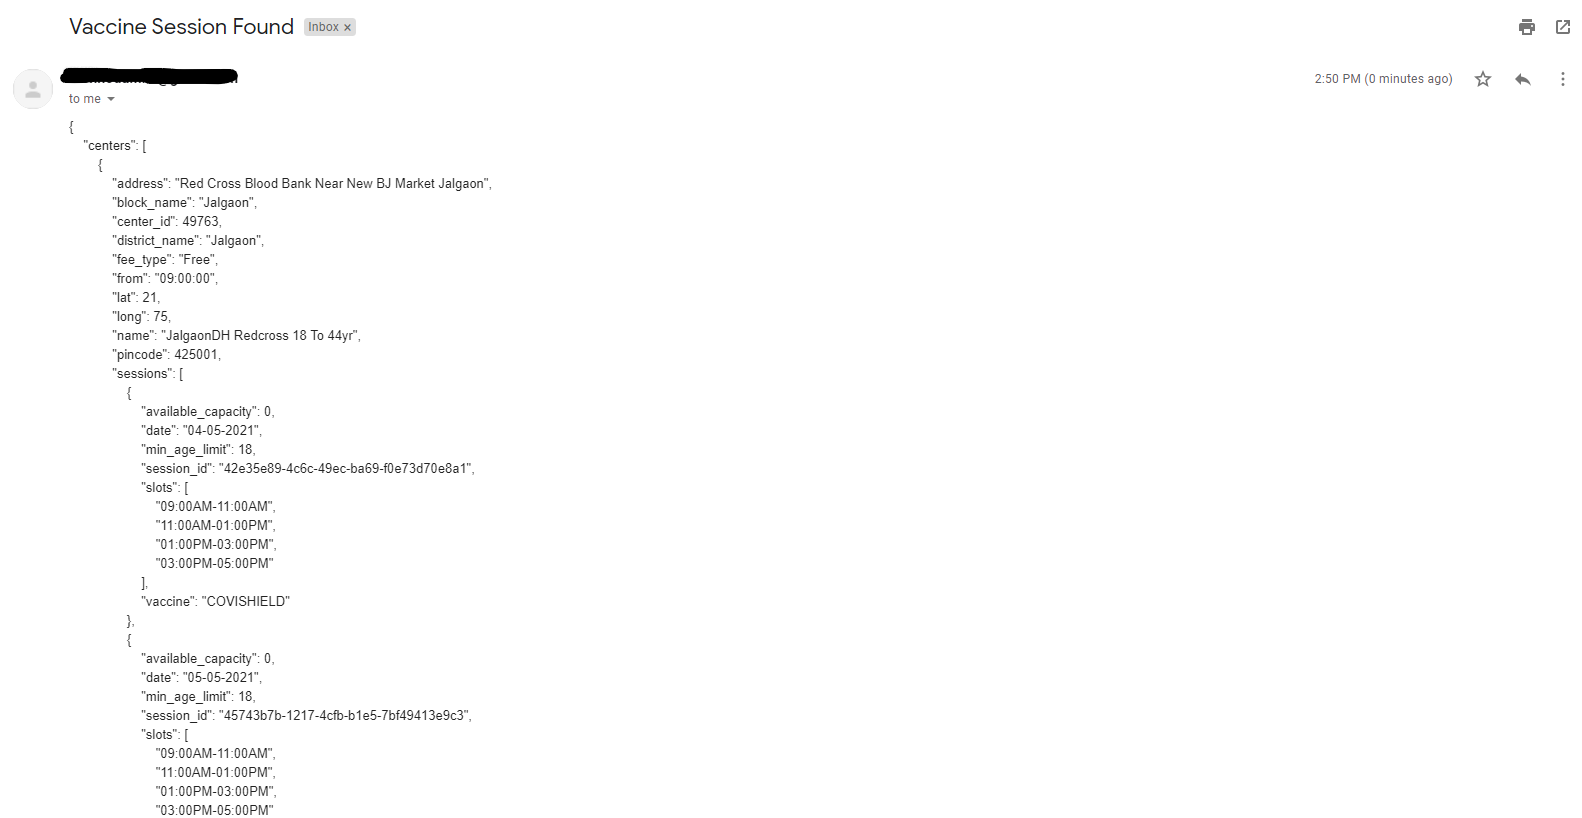 Vaccine Session Found Inbox ×
2:50 PM (0 minutes ago)
to me
{
"centers": [
{
"address": "Red Cross Blood Bank Near New BJ Market Jalgaon",
"block_name": "Jalgaon",
"center_id": 49763,
"district_name": "Jalgaon",
"fee_type": "Free",
"from": "09:00:00",
"lat": 21,
"long": 75,
"name": "JalgaonDH Redcross 18 To 44yr",
"pincode": 425001,
"sessions": [
{
"available_capacity": 0,
"date": "04-05-2021",
"min_age_limit": 18,
"session_id": "42e35e89-4c6c-49ec-ba69-f0e73d70e8a1",
"slots": [
"09:00AM-11:00AM",
"11:00AM-01:00PM",
"01:00PM-03:00PM",
"03:00PM-05:00PM"
],
"vaccine": "COVISHIELD"
},
{
"available_capacity": 0,
"date": "05-05-2021",
"min_age_limit": 18,
"session_id": "45743b7b-1217-4cfb-b1e5-7bf49413e9c3",
"slots": [
"09:00AM-11:00AM",
"11:00AM-01:00PM",
"01:00PM-03:00PM",
"03:00PM-05:00PM"